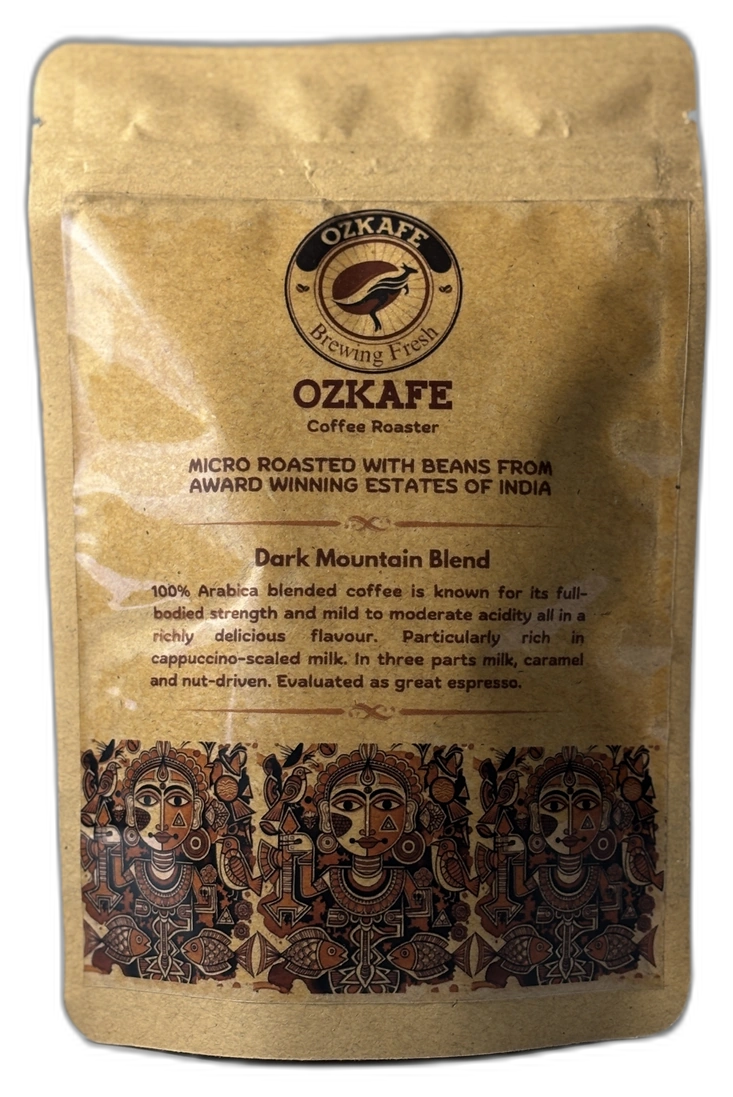 OZKAFE
Brewing Fresh
OZKAFE
Coffee Roaster
MICRO ROASTED WITH BEANS FROM
AWARD WINNING ESTATES OF INDIA
Dark Mountain Blend
100% Arabica blended coffee is known for its full-
bodied strength and mild to moderate acidity all in a
richly delicious flavour. Particularly rich in
cappuccino-scaled milk. In three parts milk, caramel
and nut-driven. Evaluated as great espresso.